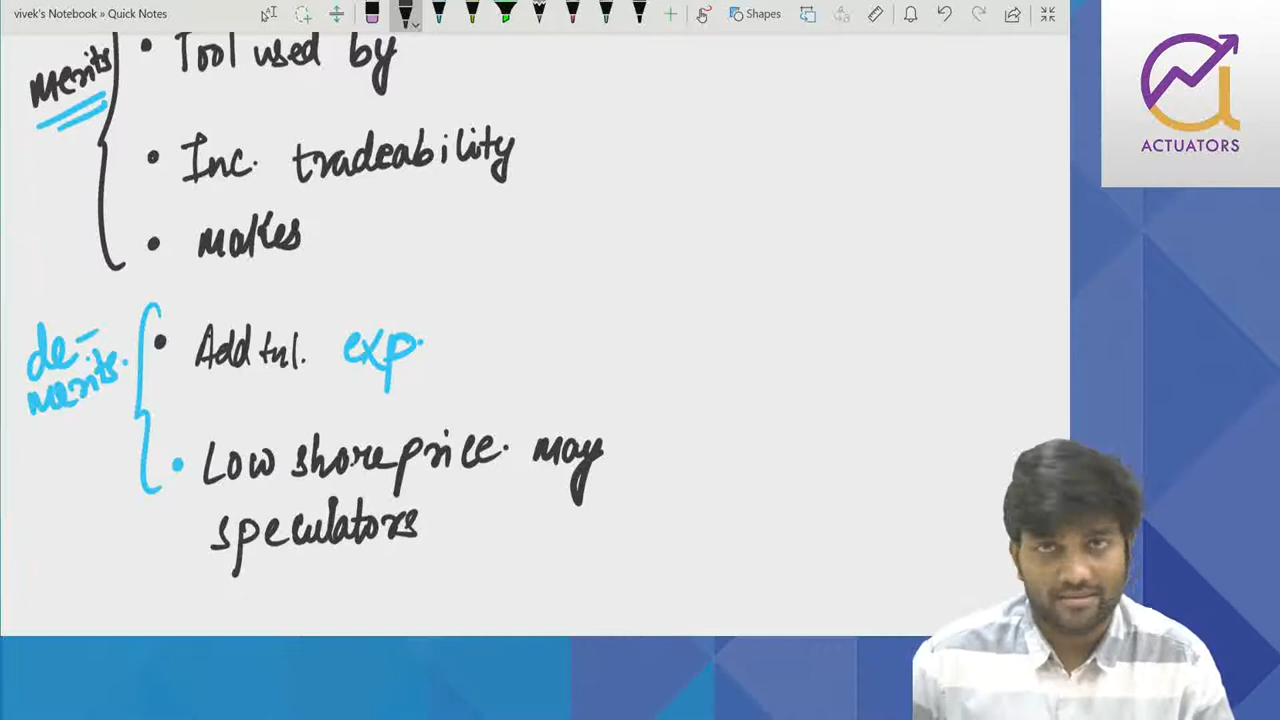 vivek's Notebook » Quick Notes
Shapes
ACTUATORS
merits
• Tool used by
• Inc. tradeability
• makes
de-merits.
• Addtnl. exp.
• Low share price. may
speculators